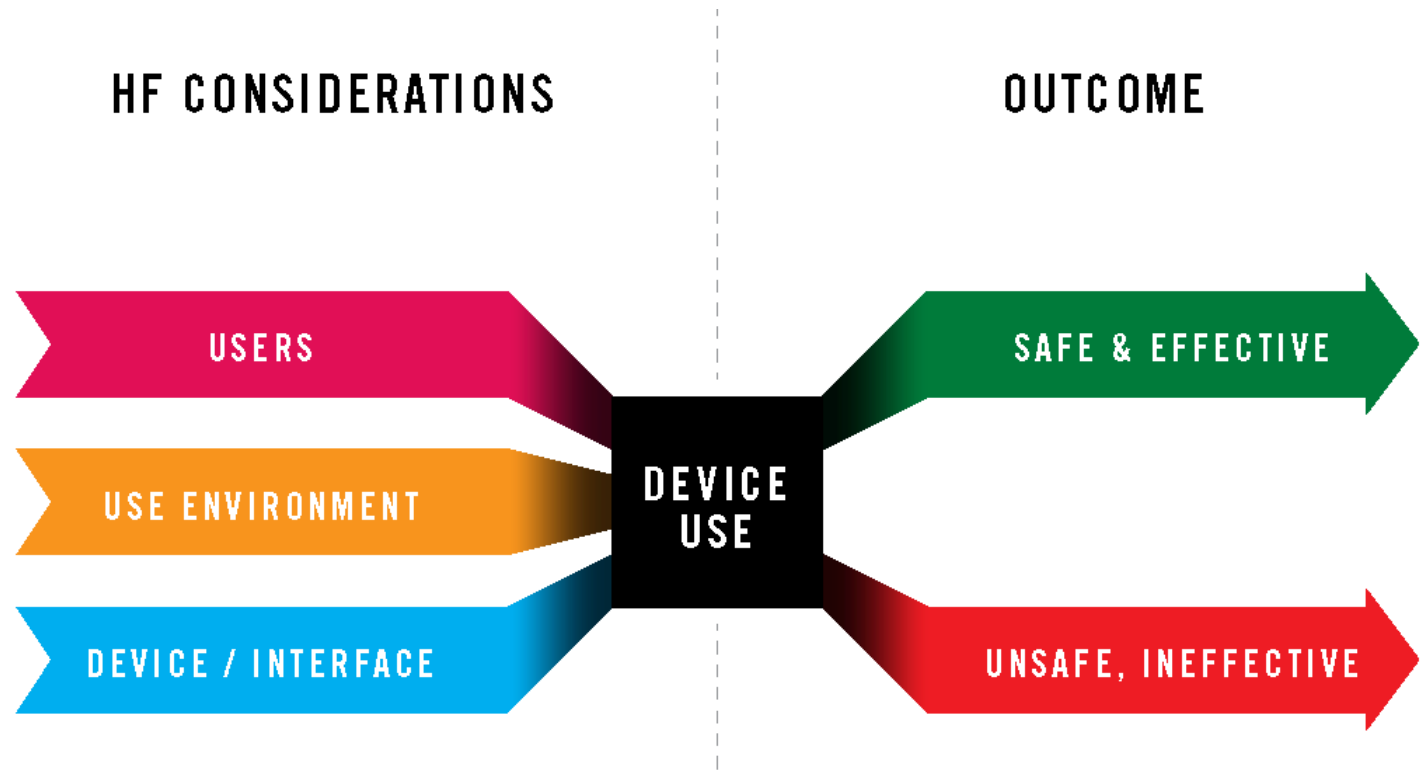 HF CONSIDERATIONS
OUTCOME
USERS
USE ENVIRONMENT
DEVICE / INTERFACE
DEVICE
USE
SAFE & EFFECTIVE
UNSAFE, INEFFECTIVE